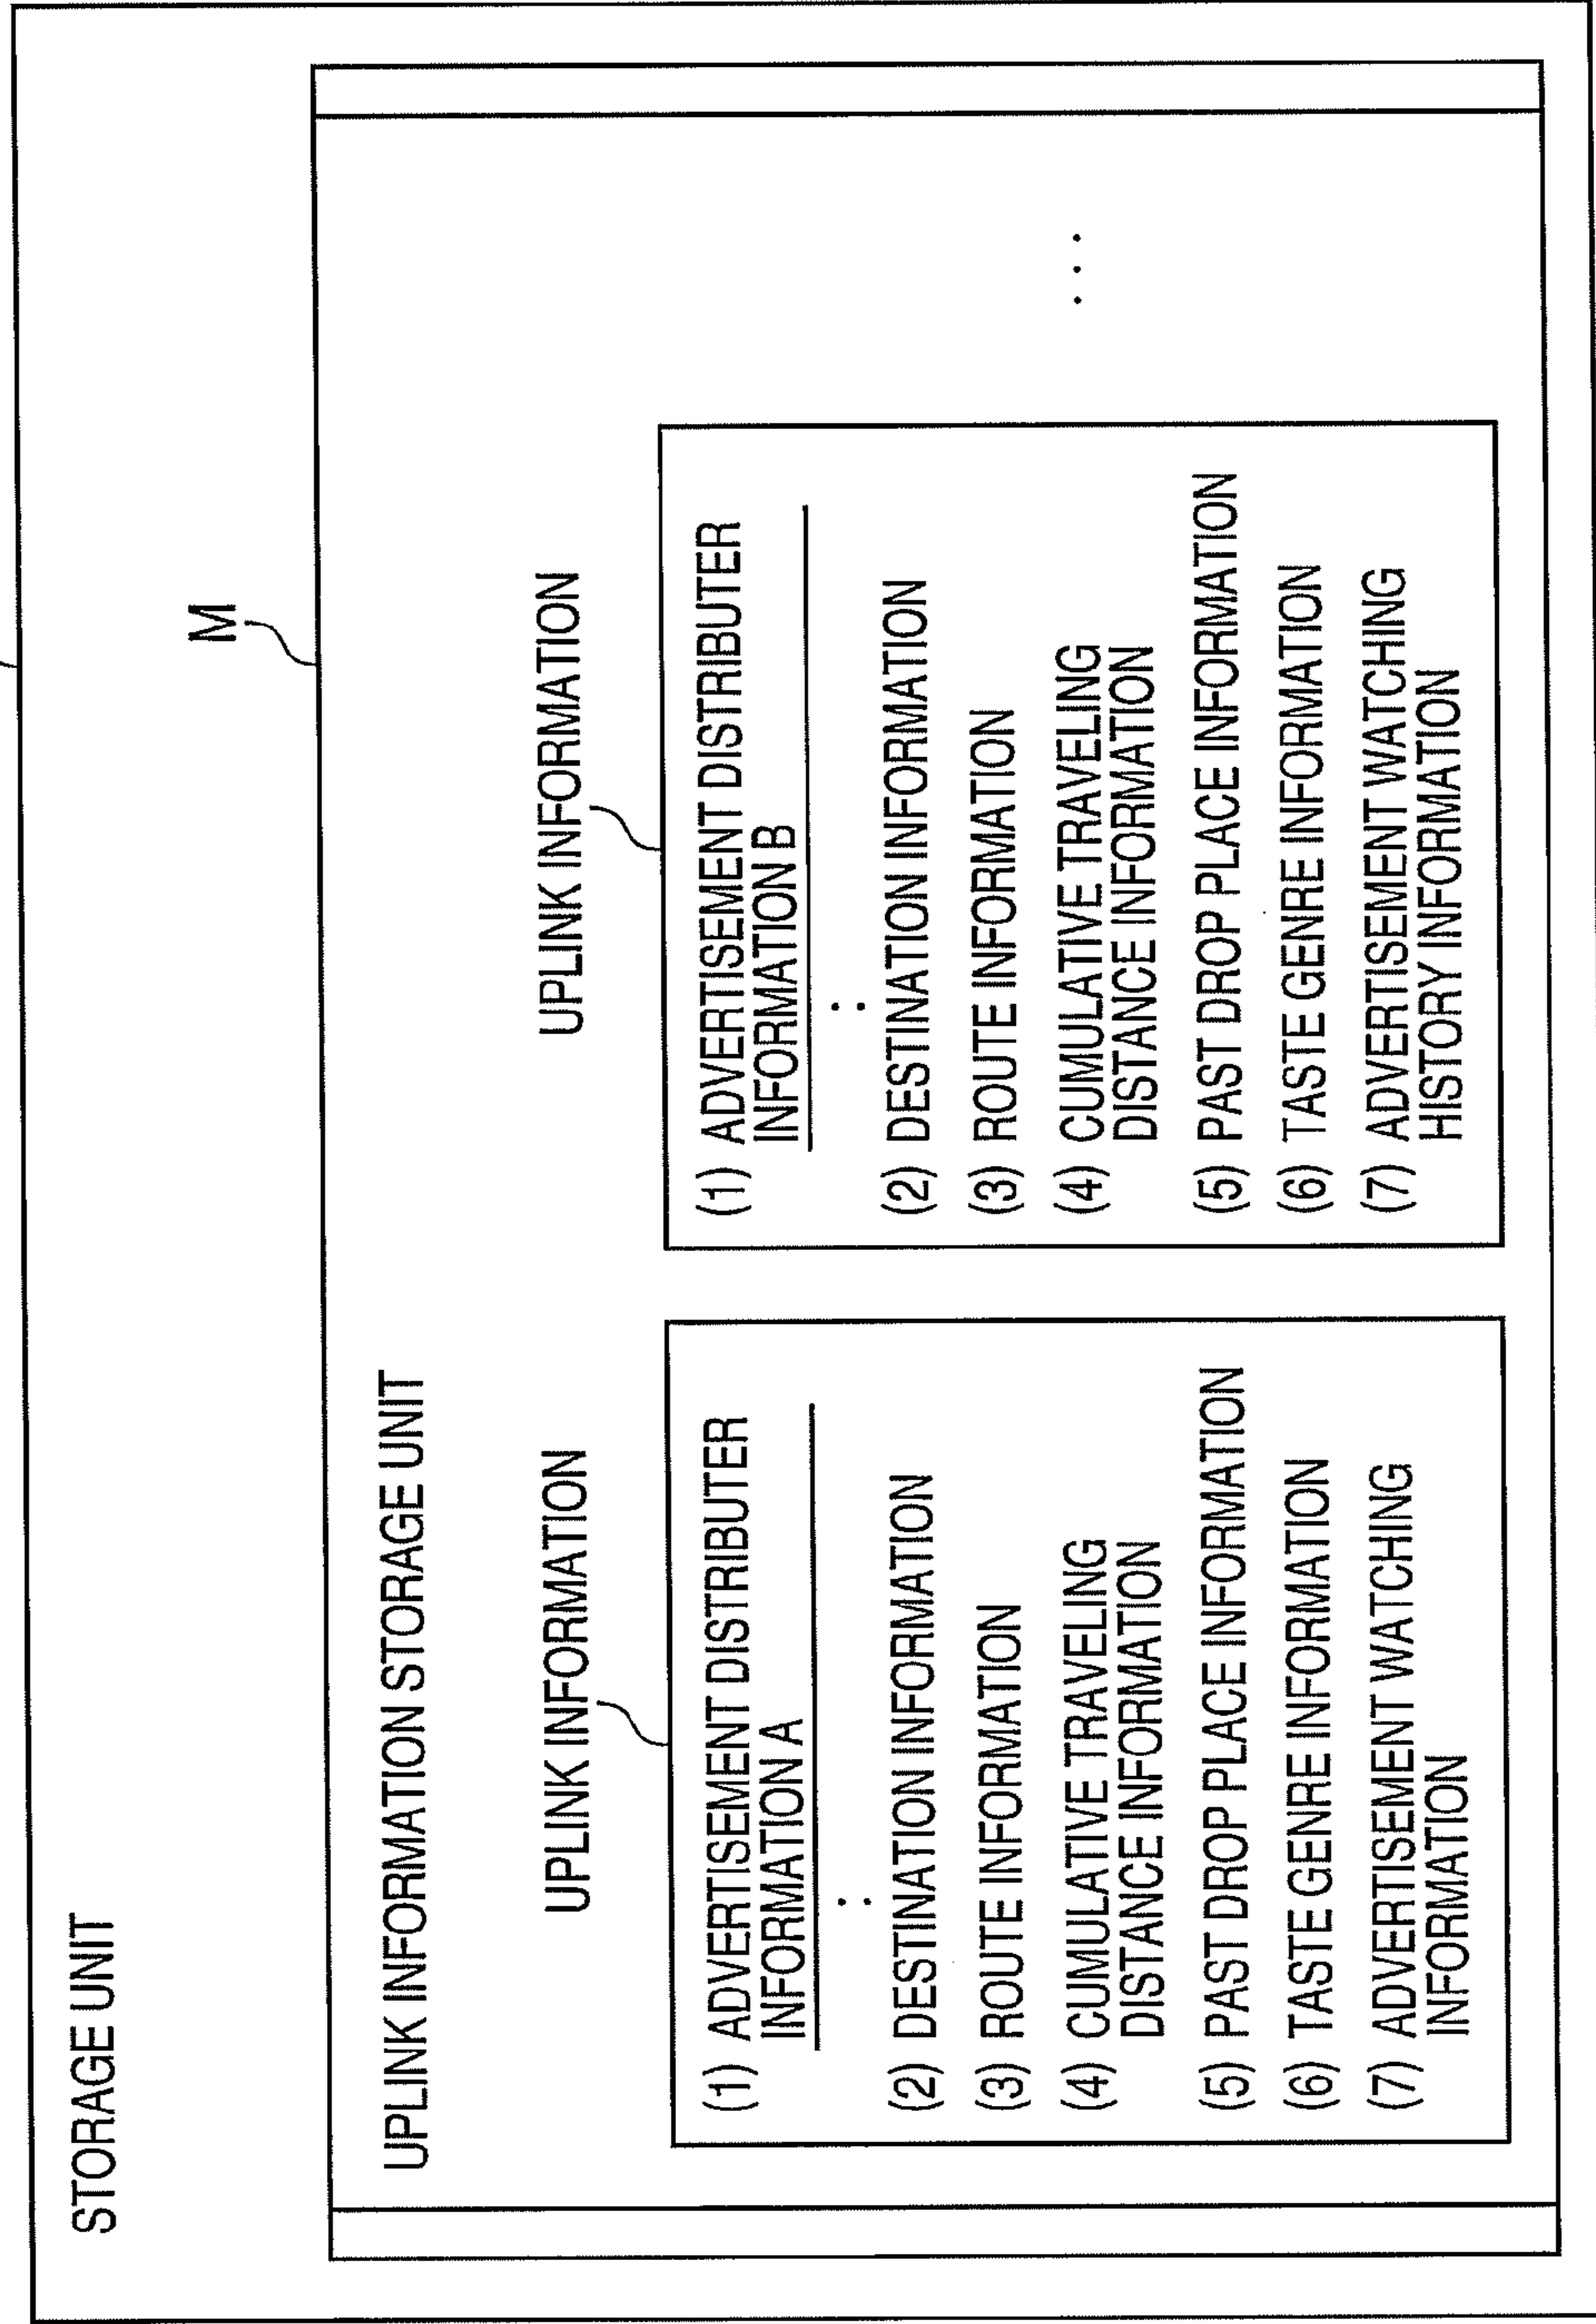 STORAGE UNIT
M
UPLINK INFORMATION STORAGE UNIT
UPLINK INFORMATION
(1) ADVERTISEMENT DISTRIBUTER
INFORMATION A
:
(2) DESTINATION INFORMATION
(3) ROUTE INFORMATION
(4) CUMULATIVE TRAVELING
DISTANCE INFORMATION
(5) PAST DROP PLACE INFORMATION
(6) TASTE GENRE INFORMATION
(7) ADVERTISEMENT WATCHING
INFORMATION
UPLINK INFORMATION
(1) ADVERTISEMENT DISTRIBUTER
INFORMATION B
:
(2) DESTINATION INFORMATION
(3) ROUTE INFORMATION
(4) CUMULATIVE TRAVELING
DISTANCE INFORMATION
(5) PAST DROP PLACE INFORMATION
(6) TASTE GENRE INFORMATION
(7) ADVERTISEMENT WATCHING
HISTORY INFORMATION
...